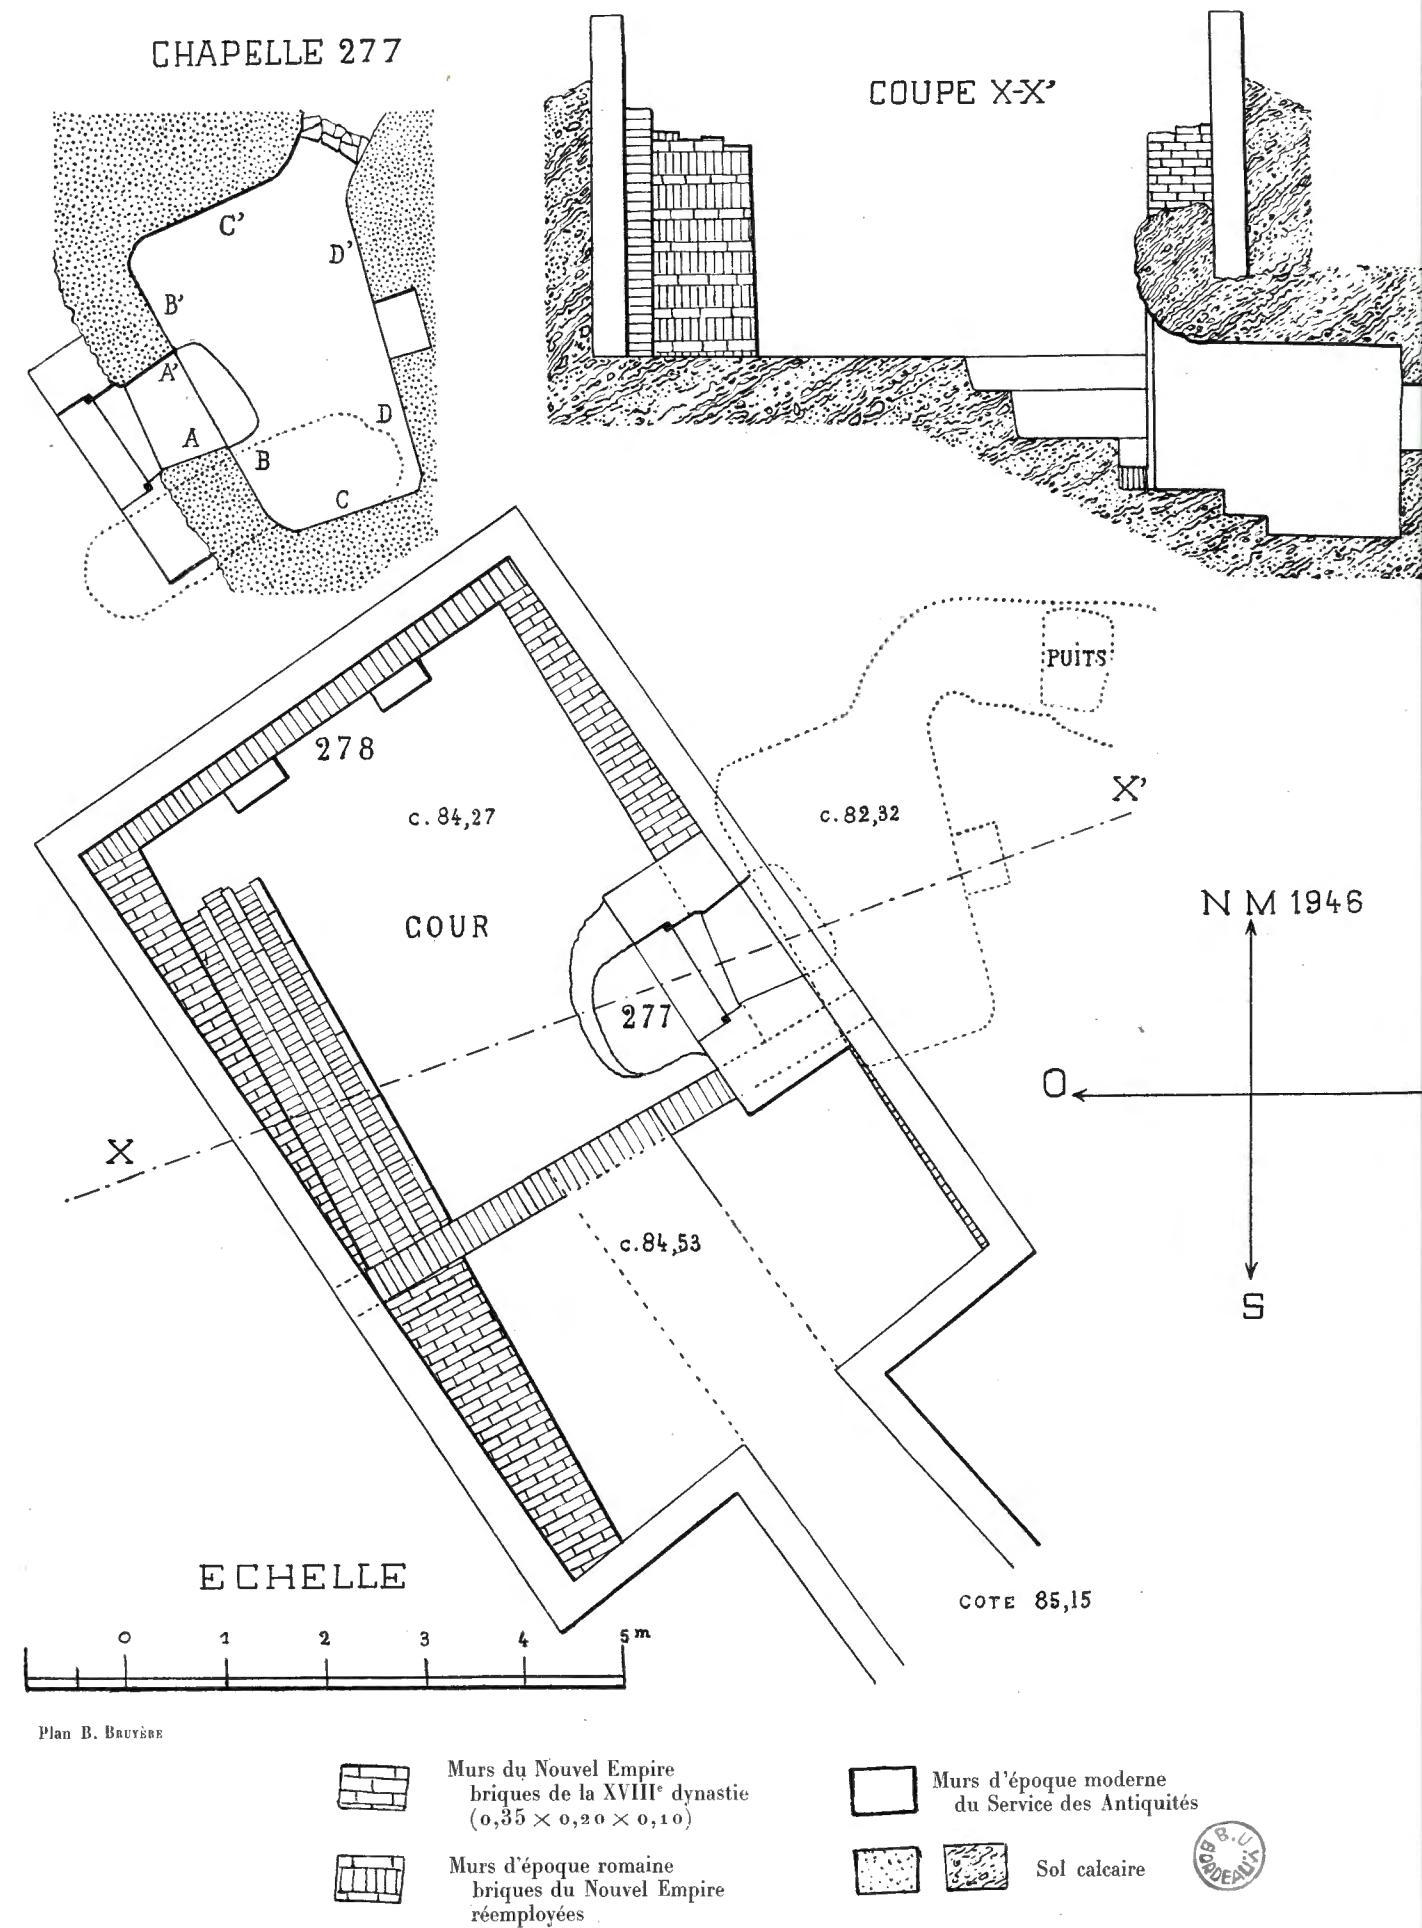 CHAPELLE 277
COUPE X-X'
C'
D'
B'
A'
A
D
B
C
PUITS
278
c. 84,27
c. 82,32
X'
COUR
N M 1946
277
O
X
c. 84,53
S
ECHELLE
COTE 85,15
0 1 2 3 4 5 m
Plan B. BRUYÈRE
Murs du Nouvel Empire
briques de la XVIIIe dynastie
(0,35 × 0,20 × 0,10)
Murs d'époque moderne
du Service des Antiquités
Murs d'époque romaine
briques du Nouvel Empire
réemployées
Sol calcaire
B.U.
BORDEAUX